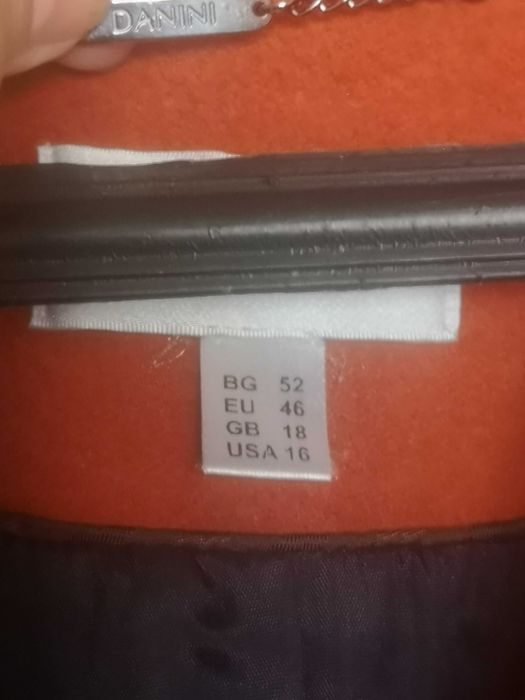 DANINI
BG 52
EU 46
GB 18
USA 16